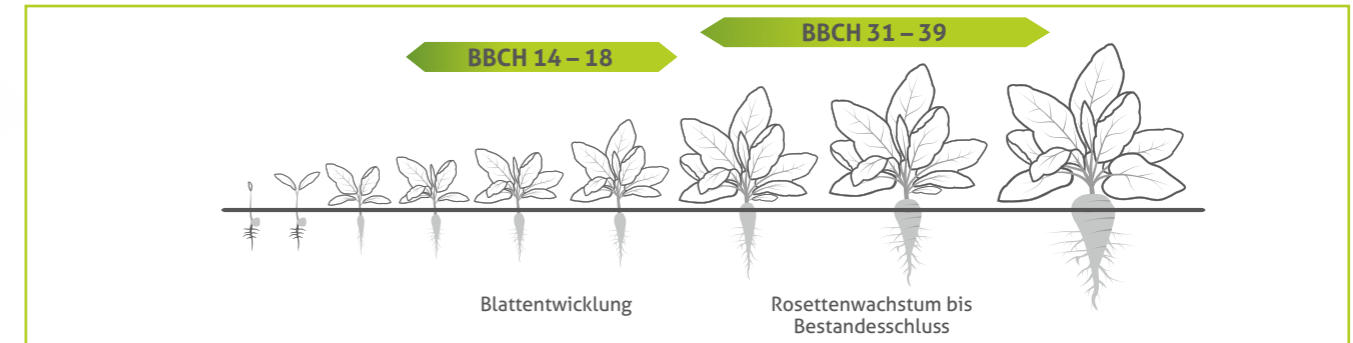 BBCH 14 – 18
BBCH 31 – 39
Blattentwicklung
Rosettenwachstum bis
Bestandesschluss